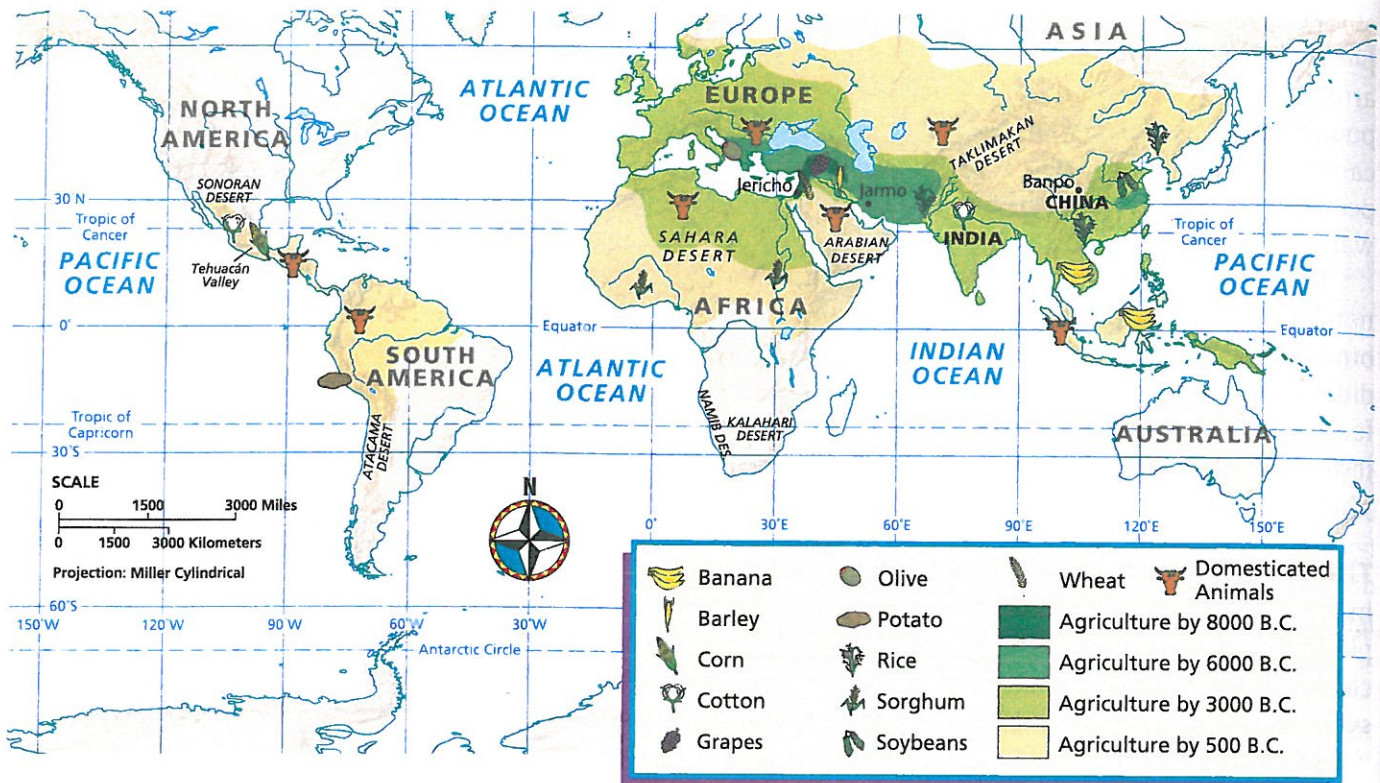 ASIA
ATLANTIC
OCEAN
EUROPE
NORTH
AMERICA
TAKLIMAKAN
DESERT
SONORAN
DESERT
Jericho
Jarmo
Banpo
CHINA
30 N
Tropic of
Cancer
Tropic of
Cancer
SAHARA
DESERT
ARABIAN
DESERT
INDIA
PACIFIC
OCEAN
Tehuacán
Valley
PACIFIC
OCEAN
AFRICA
0°
Equator
Equator
SOUTH
AMERICA
ATLANTIC
OCEAN
INDIAN
OCEAN
Tropic of
Capricorn
30°S
ATACAMA
DESERT
NAMIB DES.
KALAHARI
DESERT
AUSTRALIA
SCALE
0 1500 3000 Miles
0 1500 3000 Kilometers
Projection: Miller Cylindrical
N
0° 30°E 60°E 90°E 120°E 150°E
60°S
150°W 120°W 90°W 60°W 30°W
Antarctic Circle
Banana
Barley
Corn
Cotton
Grapes
Olive
Potato
Rice
Sorghum
Soybeans
Wheat
Domesticated
Animals
Agriculture by 8000 B.C.
Agriculture by 6000 B.C.
Agriculture by 3000 B.C.
Agriculture by 500 B.C.